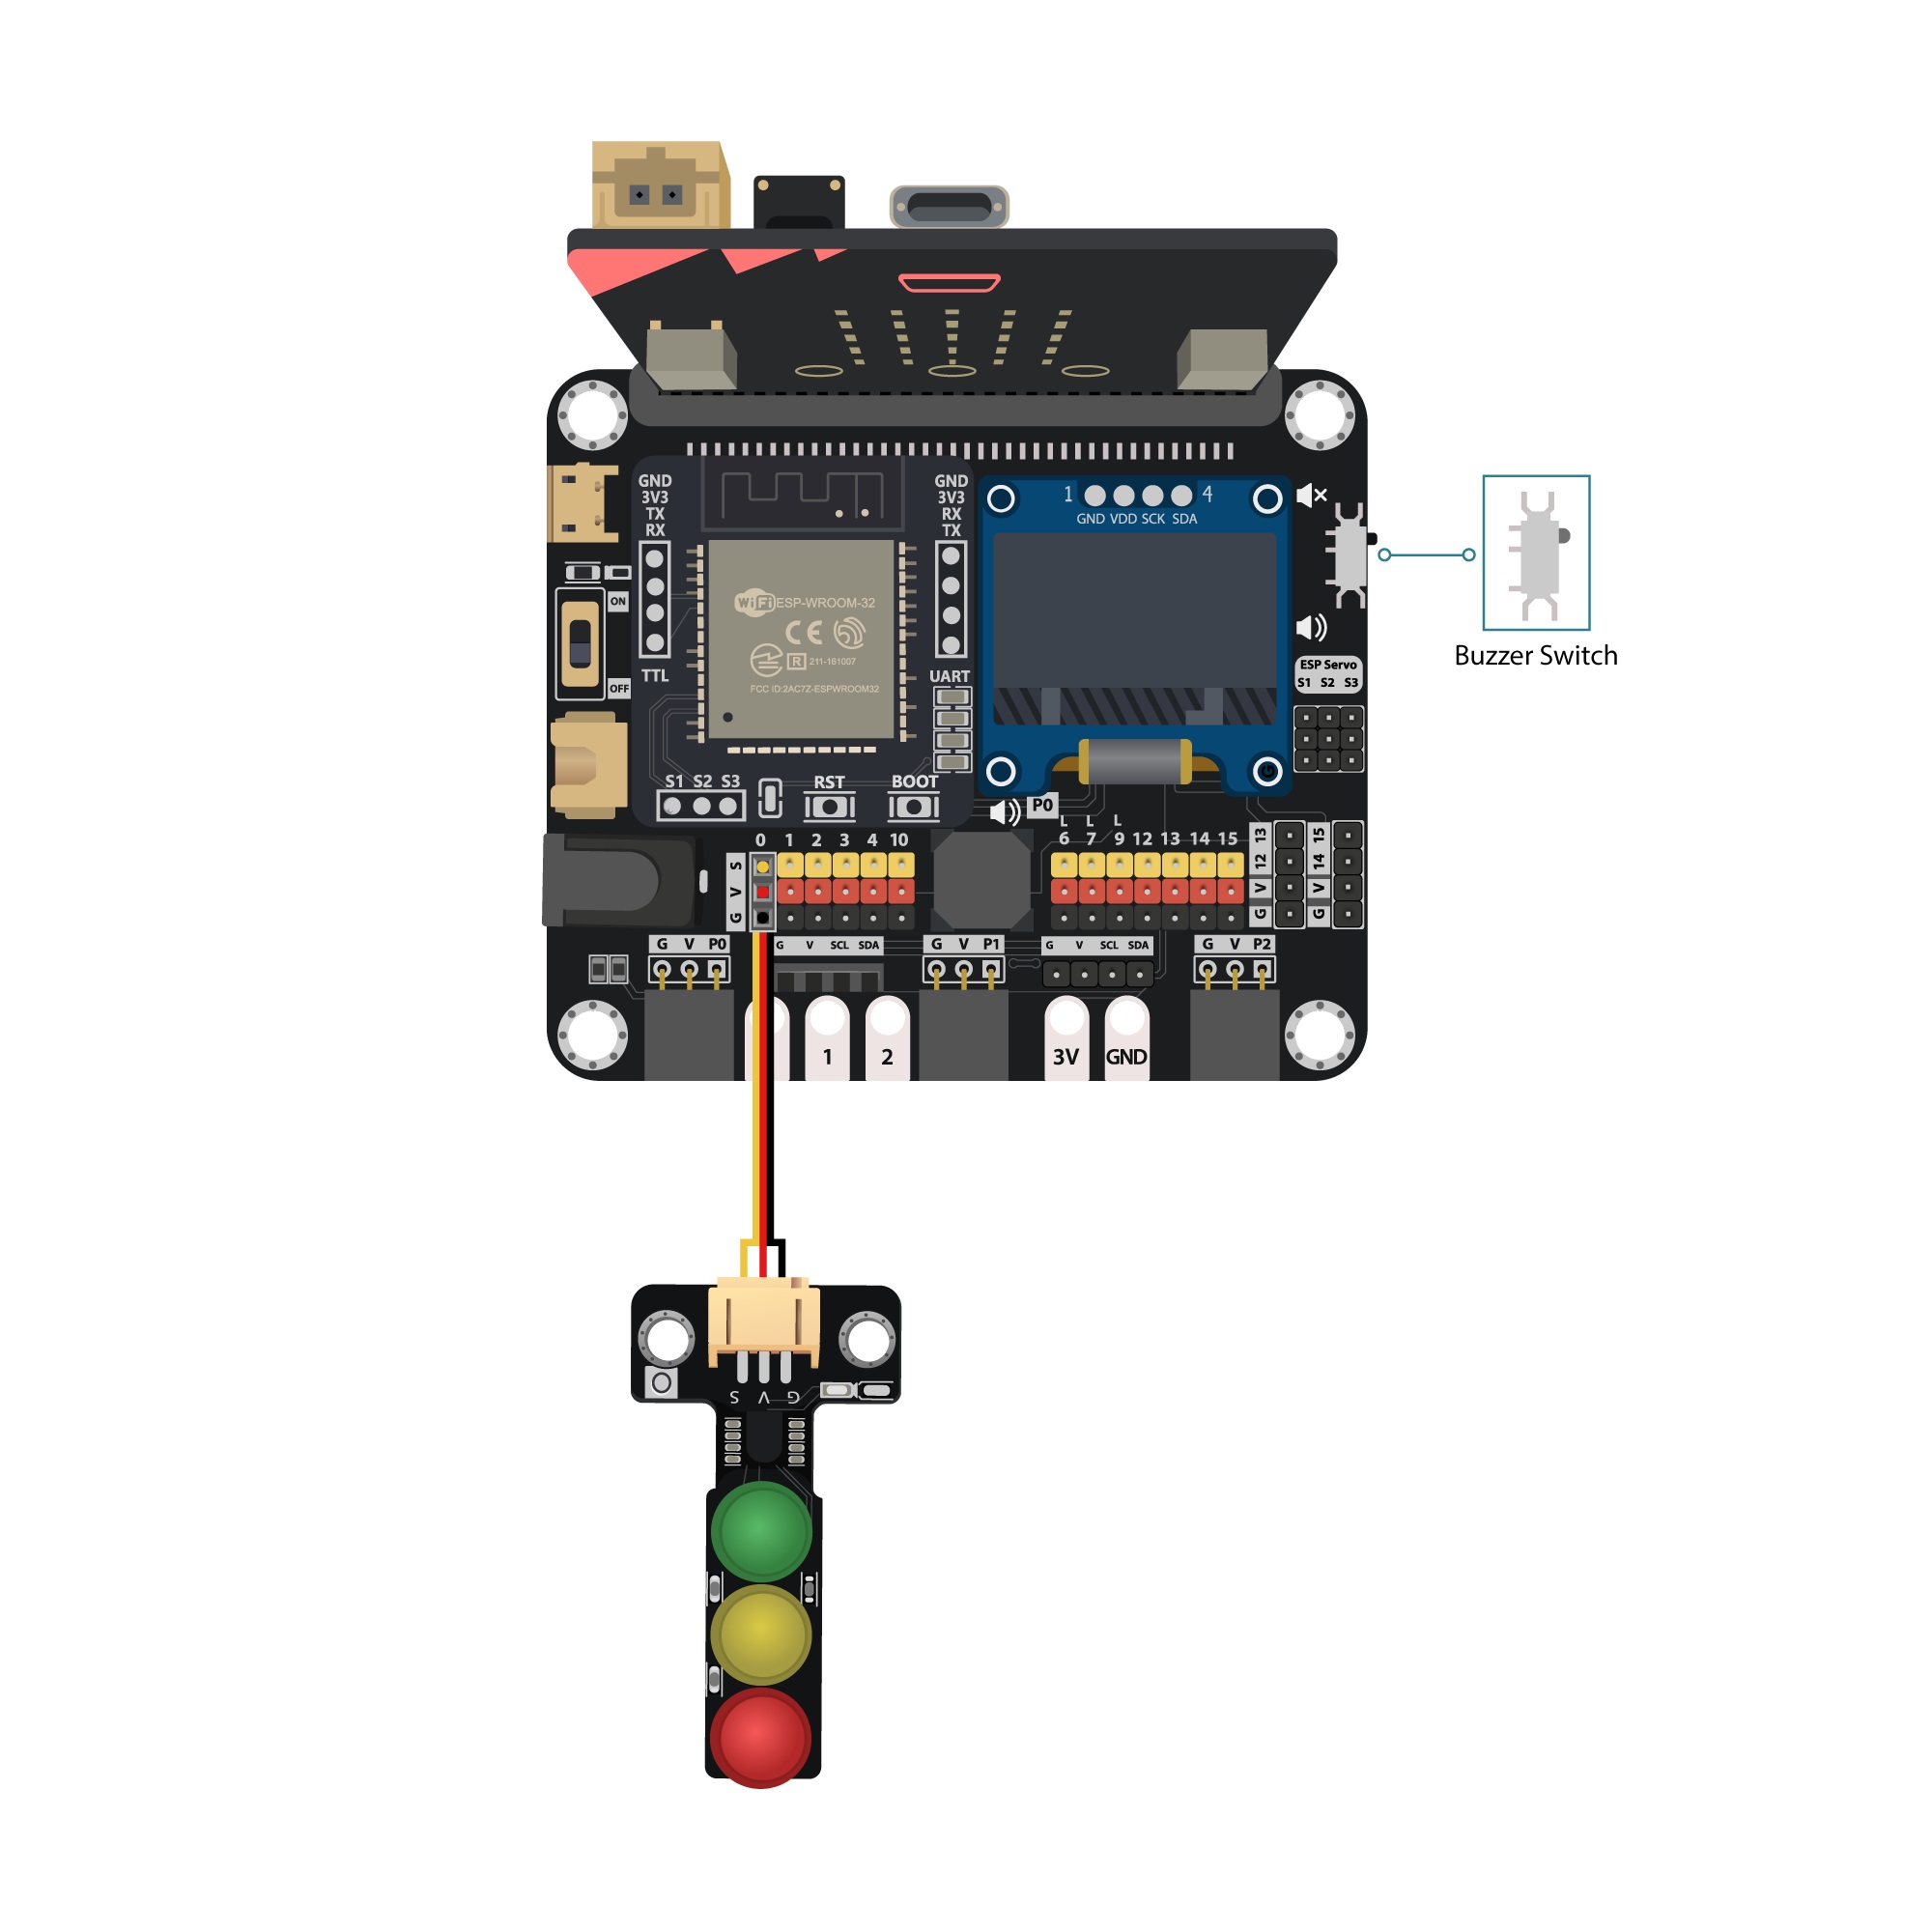 GND
3V3
TX
RX
GND
3V3
RX
TX
1 4
GND VDD SCK SDA
ON
OFF
WiFi ESP-WROOM-32
CE
R 211-161007
FCC ID:2AC7Z-ESPWROOM32
TTL
UART
Buzzer Switch
ESP Servo
S1 S2 S3
S1 S2 S3
RST
BOOT
P0
L L L
0 1 2 3 4 10
6 7 9 12 13 14 15
S
V
G
13
12
V
G
15
14
V
G
G V P0
G V SCL SDA
G V P1
G V SCL SDA
G V P2
1
2
3V
GND
S V G